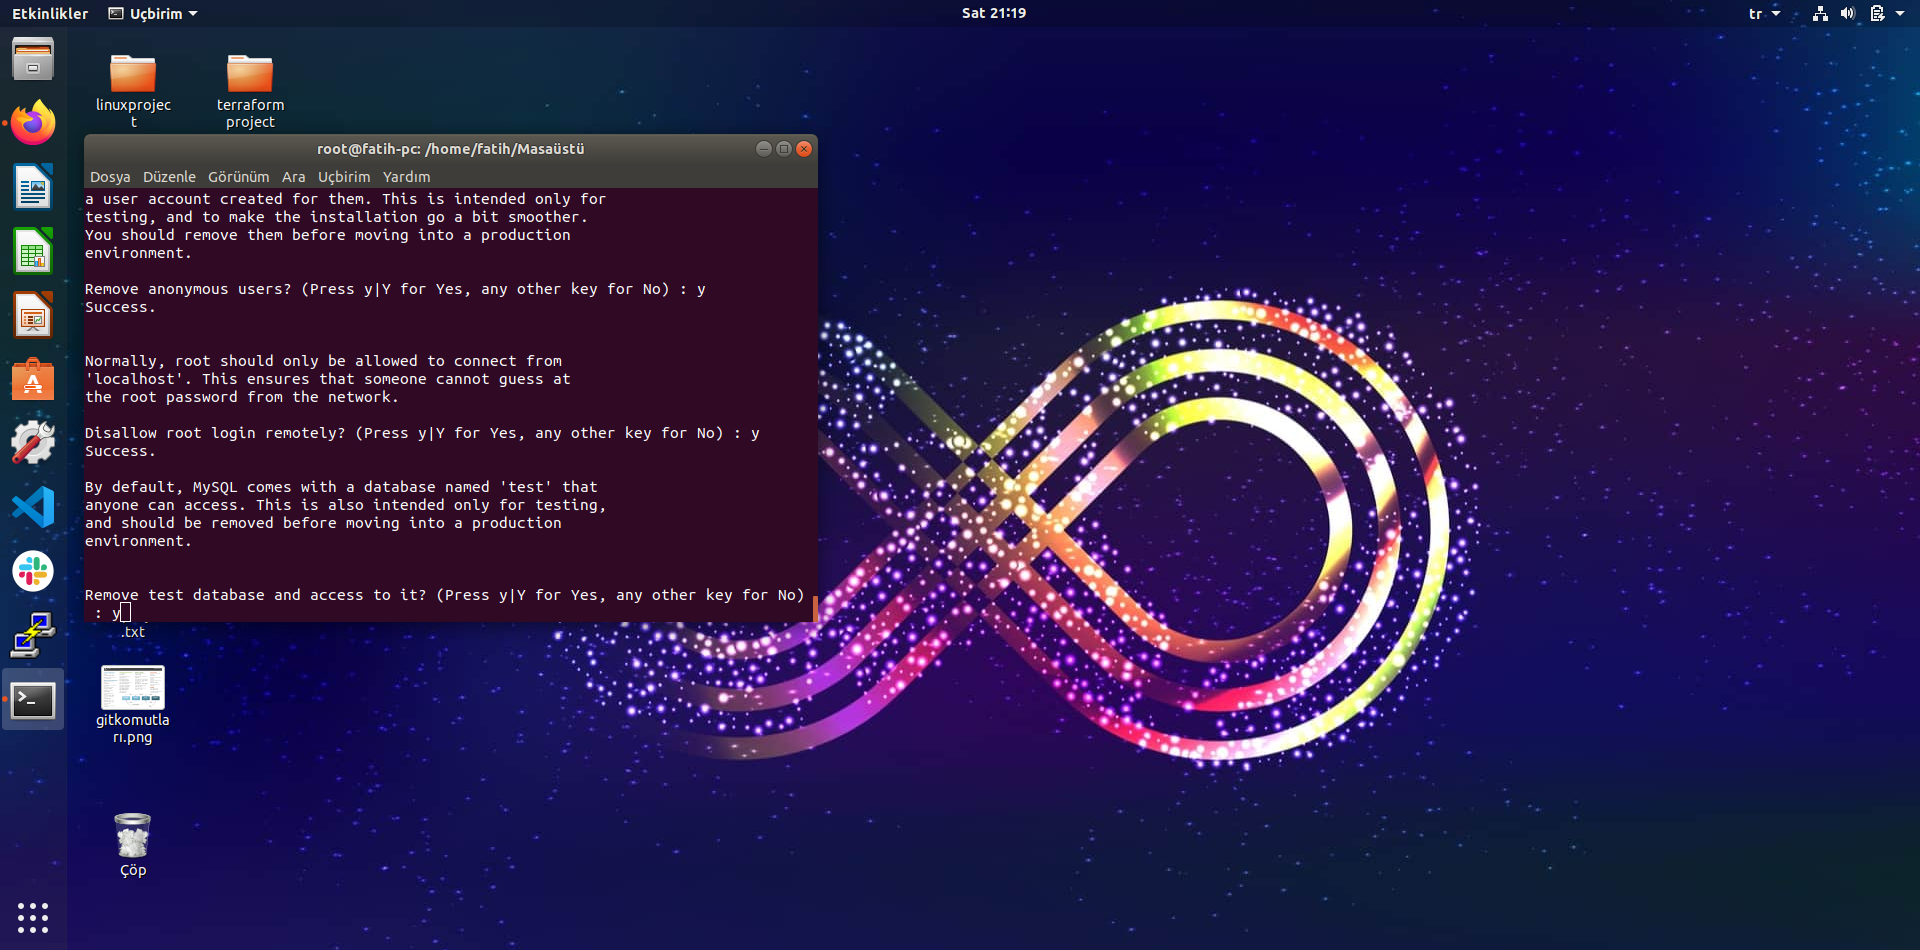 Etkinlikler Uçbirim Sat 21:19 tr
linuxprojec
t
terraform
project
root@fatih-pc: /home/fatih/Masaüstü
Dosya Düzenle Görünüm Ara Uçbirim Yardım
a user account created for them. This is intended only for
testing, and to make the installation go a bit smoother.
You should remove them before moving into a production
environment.
Remove anonymous users? (Press y|Y for Yes, any other key for No) : y
Success.
Normally, root should only be allowed to connect from
'localhost'. This ensures that someone cannot guess at
the root password from the network.
Disallow root login remotely? (Press y|Y for Yes, any other key for No) : y
Success.
By default, MySQL comes with a database named 'test' that
anyone can access. This is also intended only for testing,
and should be removed before moving into a production
environment.
Remove test database and access to it? (Press y|Y for Yes, any other key for No)
 : y
.txt
gitkomutla
rı.png
Çöp